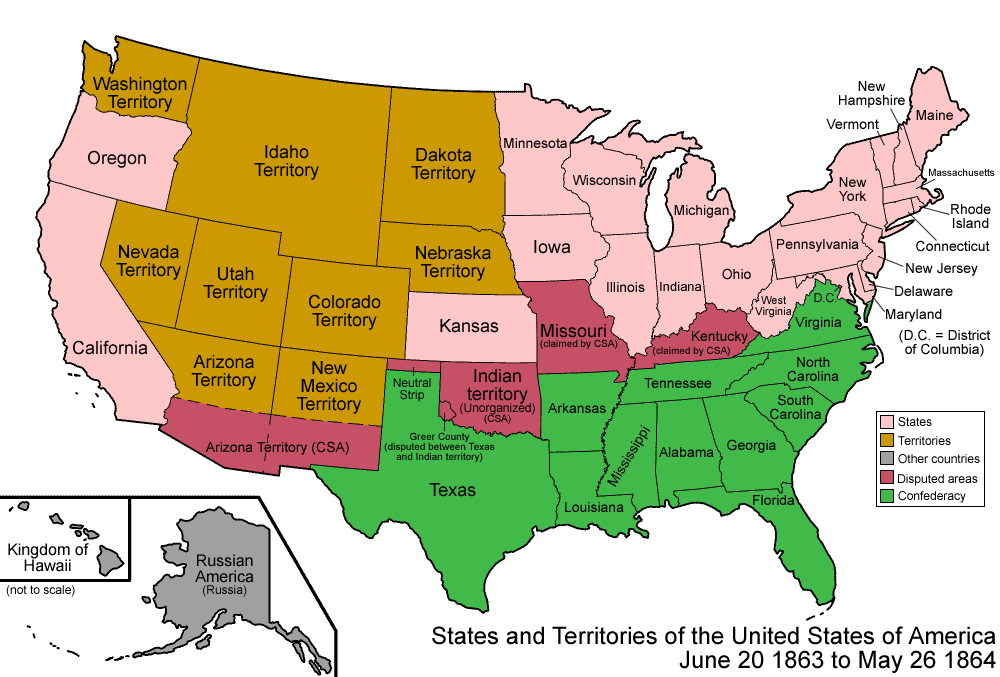 Washington
Territory
Oregon
Idaho
Territory
Dakota
Territory
Minnesota
Wisconsin
Michigan
New
Hampshire
Vermont
Maine
Massachusetts
New
York
Rhode
Island
Connecticut
Pennsylvania
New Jersey
Delaware
Maryland
(D.C. = District
of Columbia)
Nevada
Territory
Utah
Territory
Nebraska
Territory
Iowa
Illinois
Indiana
Ohio
West
Virginia
D.C.
Virginia
California
Colorado
Territory
Kansas
Missouri
(claimed by CSA)
Kentucky
(claimed by CSA)
Arizona
Territory
New
Mexico
Territory
Neutral
Strip
Indian
territory
(Unorganized)
(CSA)
Arkansas
Tennessee
North
Carolina
South
Carolina
Arizona Territory (CSA)
Greer County
(disputed between Texas
and Indian territory)
Texas
Louisiana
Mississippi
Alabama
Georgia
Florida
States
Territories
Other countries
Disputed areas
Confederacy
Kingdom of
Hawaii
(not to scale)
Russian
America
(Russia)
States and Territories of the United States of America
June 20 1863 to May 26 1864